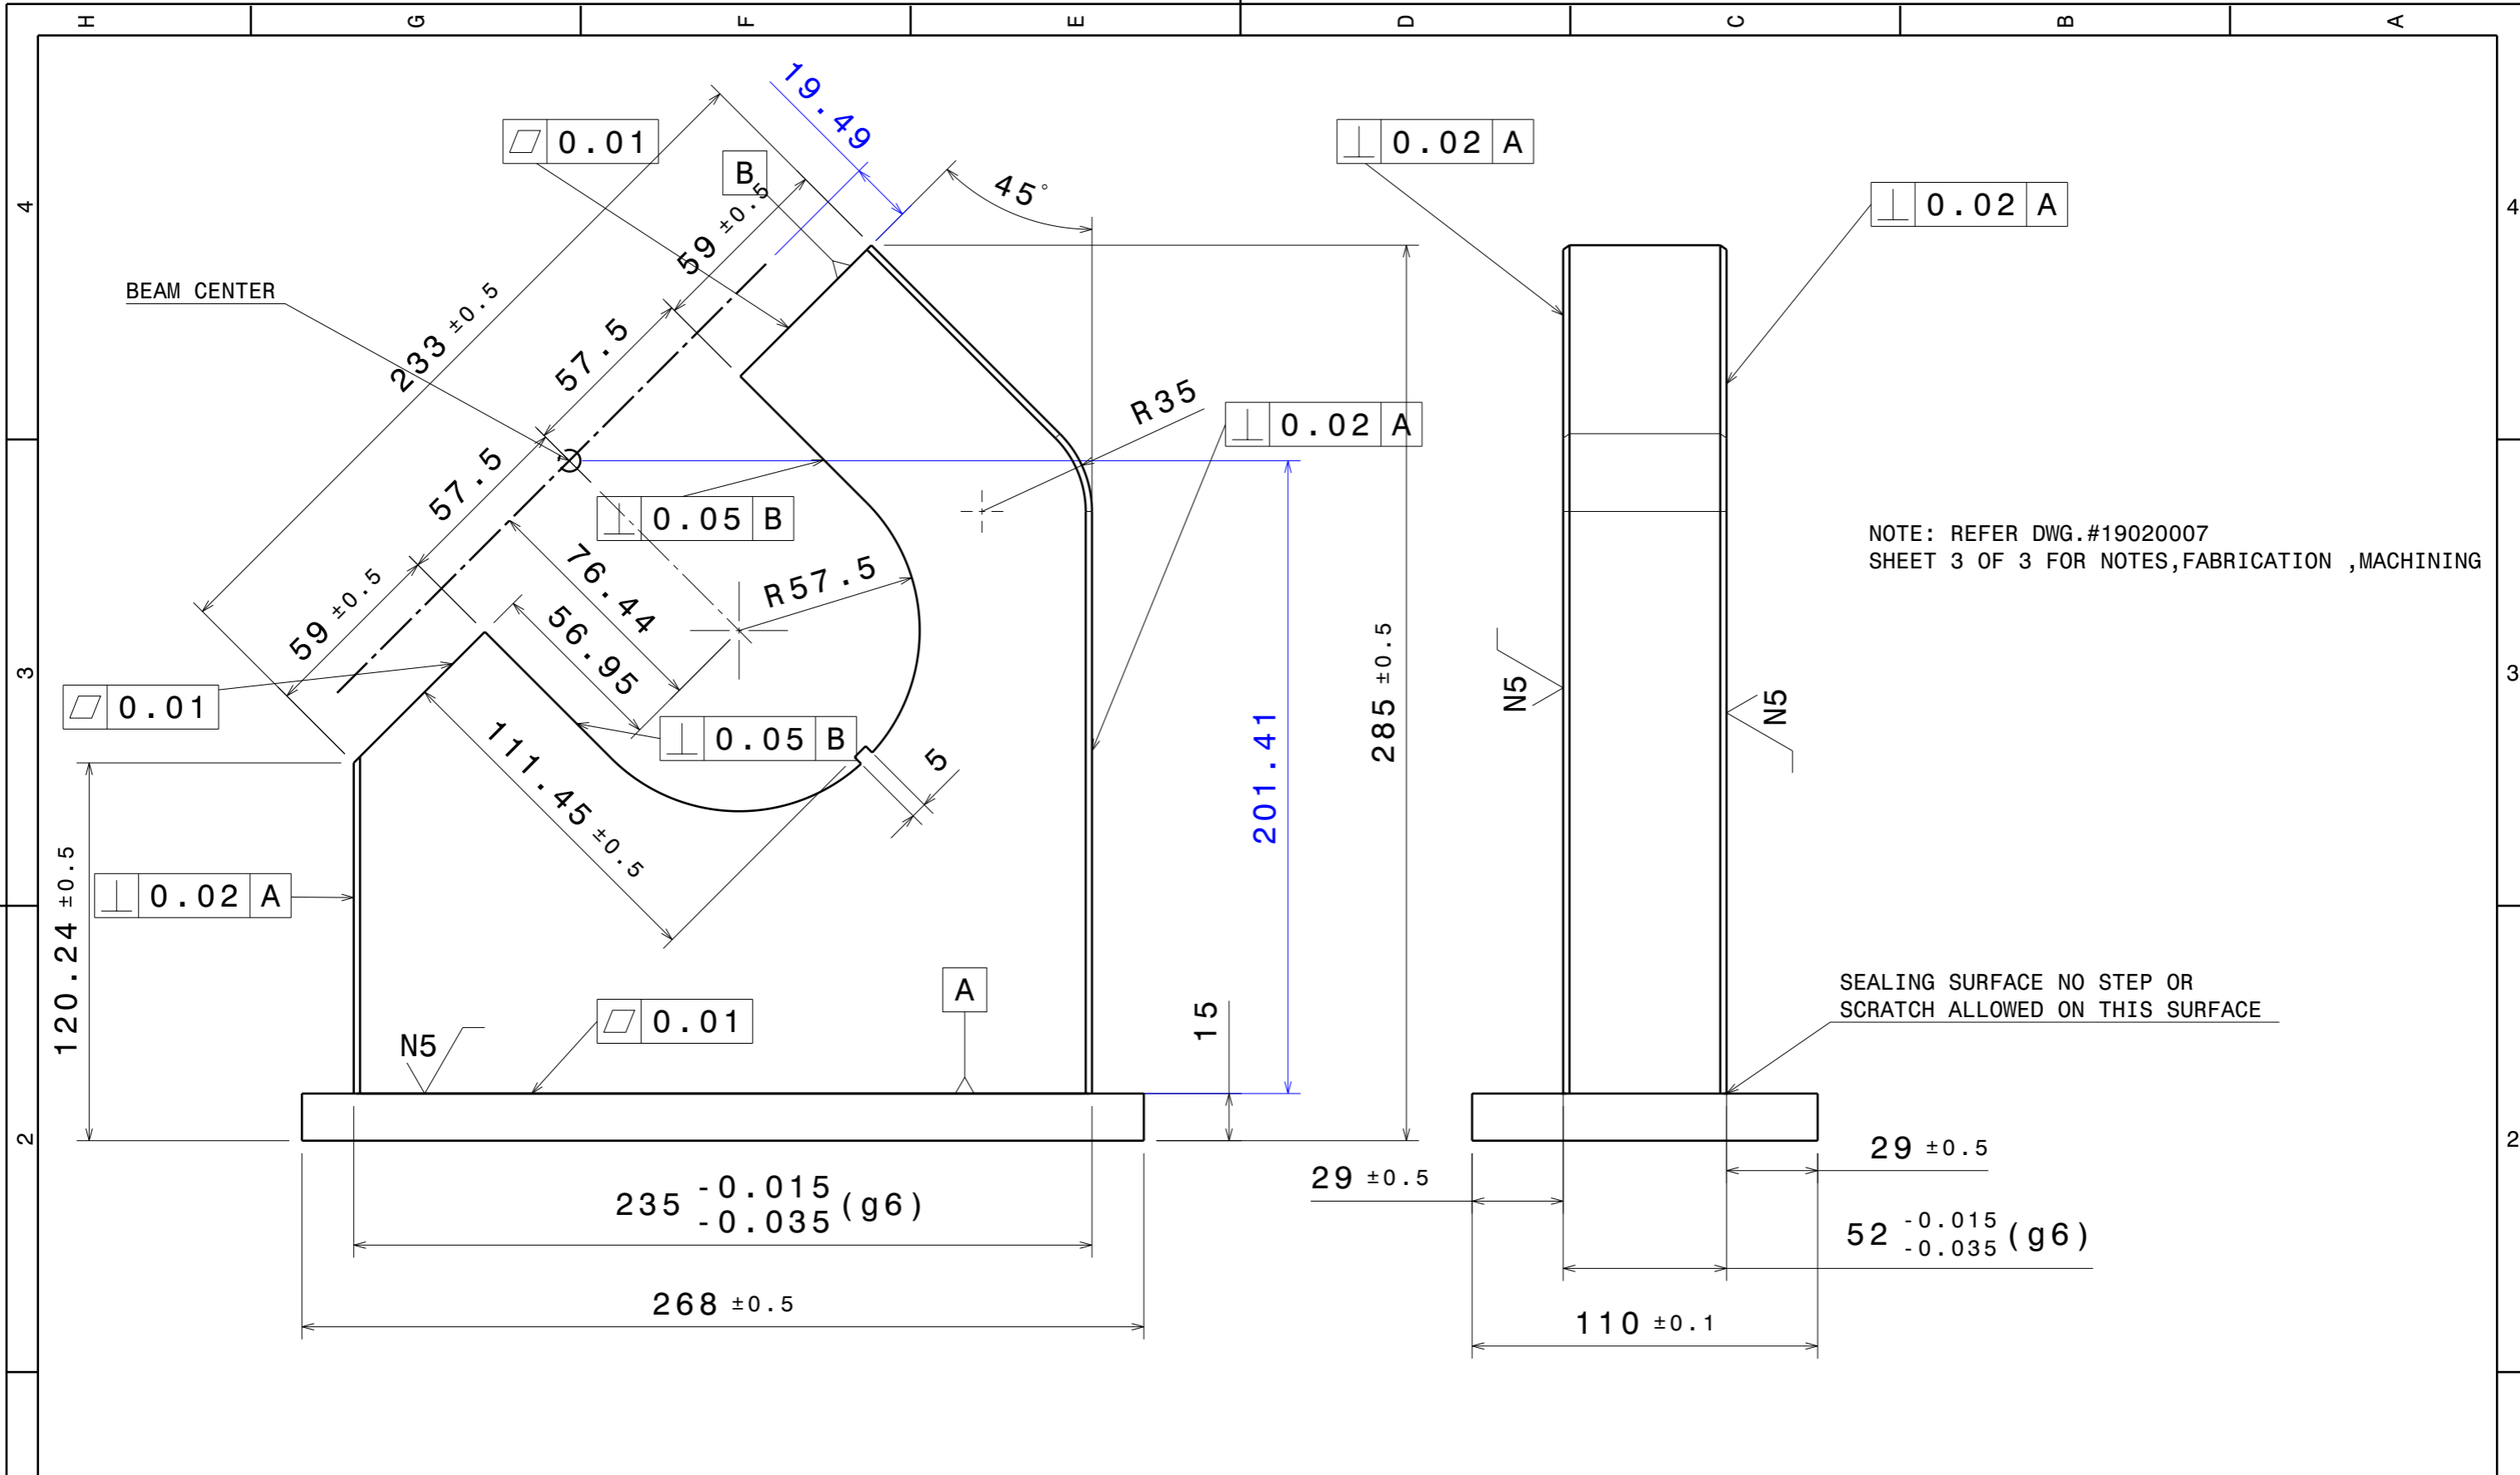 H G F E D C B A
19.49
0.01
0.02 A
B
45°
0.02 A
4
4
59 ±0.5
BEAM CENTER
233 ±0.5
57.5
R35
0.02 A
57.5
0.05 B
NOTE: REFER DWG.#19020007
SHEET 3 OF 3 FOR NOTES,FABRICATION ,MACHINING
76.44
R57.5
59 ±0.5
56.95
3
3
285 ±0.5
N5
N5
0.01
0.05 B
201.41
111.45 ±0.5
5
120.24 ±0.5
0.02 A
A
SEALING SURFACE NO STEP OR
SCRATCH ALLOWED ON THIS SURFACE
0.01
15
N5
2
2
29 ±0.5
29 ±0.5
235 -0.015 (g6)
-0.035
52 -0.015 (g6)
-0.035
268 ±0.5
110 ±0.1